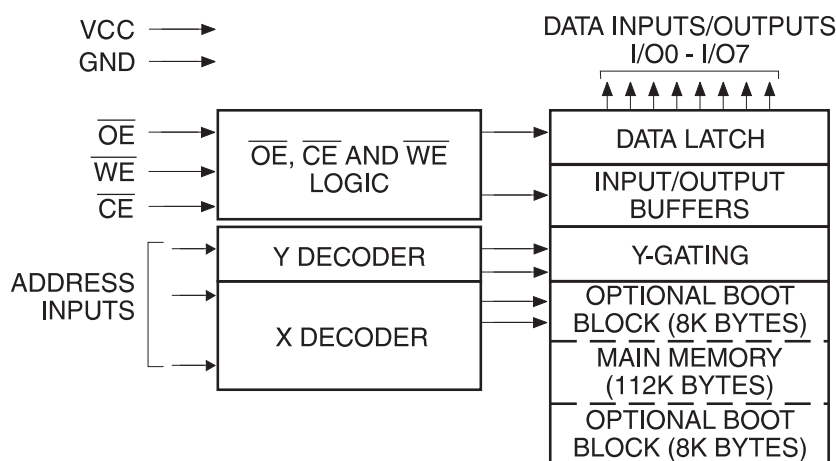 VCC
GND
OE
WE
CE
ADDRESS
INPUTS
OE, CE AND WE
LOGIC
Y DECODER
X DECODER
DATA INPUTS/OUTPUTS
I/O0 - I/O7
DATA LATCH
INPUT/OUTPUT
BUFFERS
Y-GATING
OPTIONAL BOOT
BLOCK (8K BYTES)
MAIN MEMORY
(112K BYTES)
OPTIONAL BOOT
BLOCK (8K BYTES)